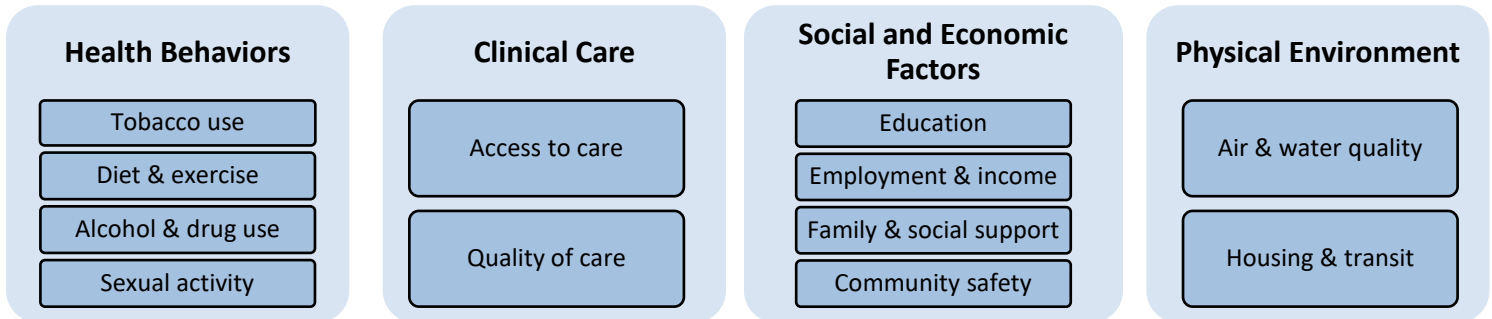 Health Behaviors
Tobacco use
Diet & exercise
Alcohol & drug use
Sexual activity
Clinical Care
Access to care
Quality of care
Social and Economic
Factors
Education
Employment & income
Family & social support
Community safety
Physical Environment
Air & water quality
Housing & transit